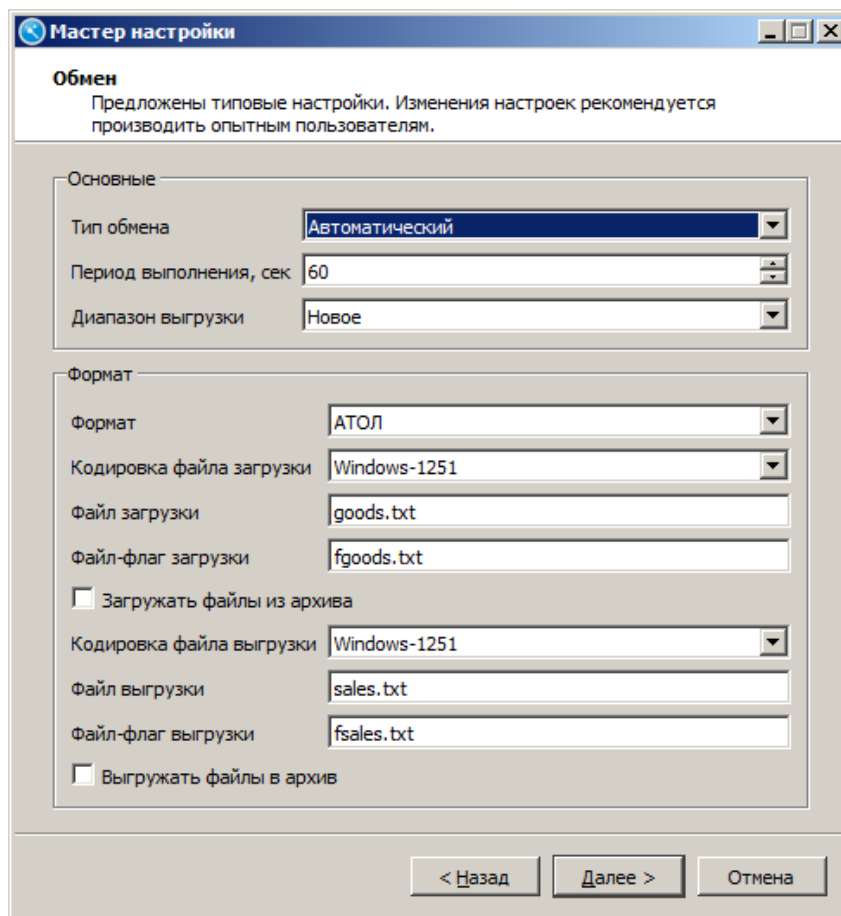 Мастер настройки
Обмен
Предложены типовые настройки. Изменения настроек рекомендуется
производить опытным пользователям.
Основные
Тип обмена Автоматический
Период выполнения, сек 60
Диапазон выгрузки Новое
Формат
Формат АТОЛ
Кодировка файла загрузки Windows-1251
Файл загрузки goods.txt
Файл-флаг загрузки fgoods.txt
Загружать файлы из архива
Кодировка файла выгрузки Windows-1251
Файл выгрузки sales.txt
Файл-флаг выгрузки fsales.txt
Выгружать файлы в архив
< Назад Далее > Отмена